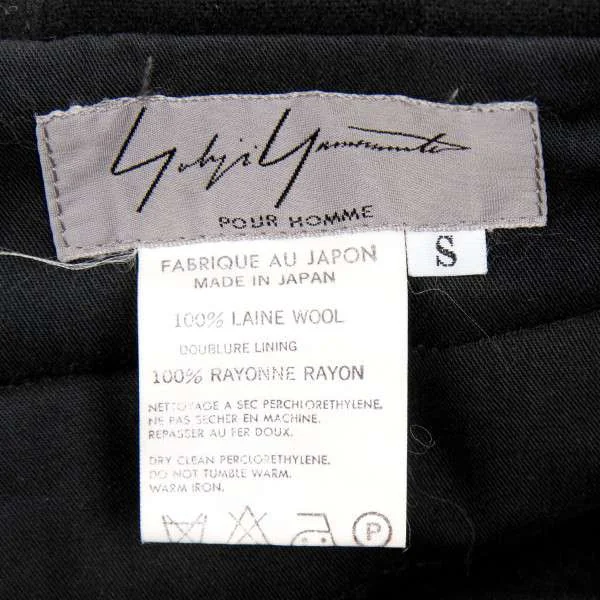 Yohji Yamamoto
POUR HOMME
S
FABRIQUE AU JAPON
MADE IN JAPAN
100% LAINE WOOL
DOUBLURE LINING
100% RAYONNE RAYON
NETTOYAGE A SEC PERCHLORETHYLENE.
NE PAS SECHER EN MACHINE.
REPASSER AU FER DOUX.
DRY CLEAN PERCLORETHYLENE.
DO NOT TUMBLE WARM.
WARM IRON.
P